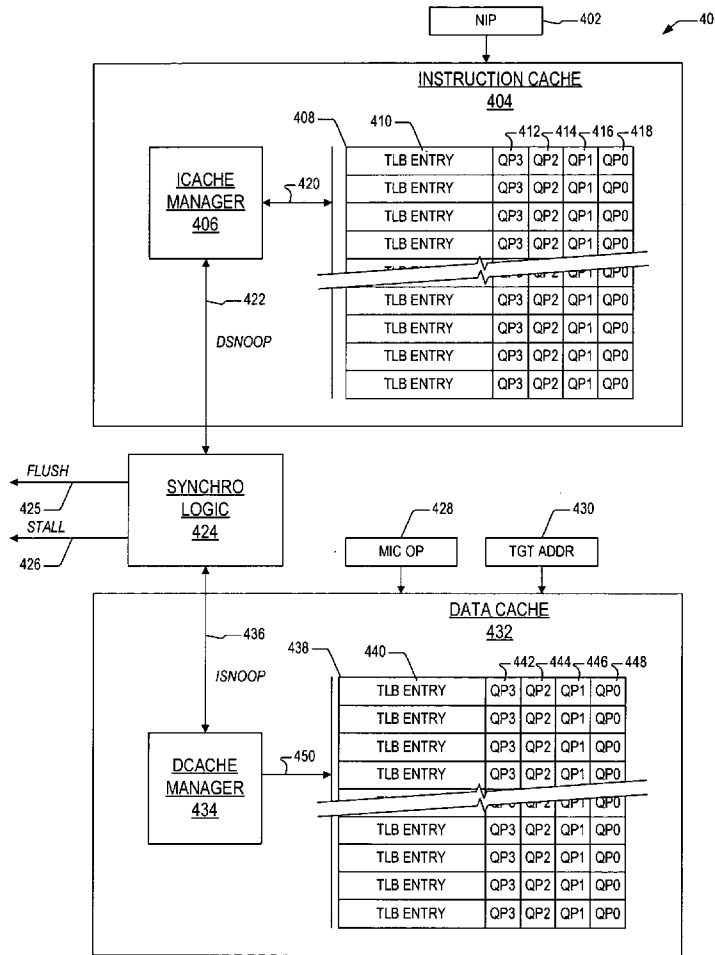 NIP 402 40
INSTRUCTION CACHE
404
408 410 412 414 416 418
ICACHE
MANAGER
406
420
TLB ENTRY QP3 QP2 QP1 QP0
TLB ENTRY QP3 QP2 QP1 QP0
TLB ENTRY QP3 QP2 QP1 QP0
TLB ENTRY QP3 QP2 QP1 QP0
QP1 QP0
TLB ENTRY QP3 QP2 QP1 QP0
TLB ENTRY QP3 QP2 QP1 QP0
TLB ENTRY QP3 QP2 QP1 QP0
TLB ENTRY QP3 QP2 QP1 QP0
422
DSNOOP
FLUSH
425
STALL
426
SYNCHRO
LOGIC
424
428 430
MIC OP TGT ADDR
DATA CACHE
432
436
ISNOOP
438 440 442 444 446 448
TLB ENTRY QP3 QP2 QP1 QP0
TLB ENTRY QP3 QP2 QP1 QP0
TLB ENTRY QP3 QP2 QP1 QP0
TLB ENTRY QP3 QP2 QP1 QP0
QP1 QP0
TLB ENTRY QP3 QP2 QP1 QP0
TLB ENTRY QP3 QP2 QP1 QP0
TLB ENTRY QP3 QP2 QP1 QP0
TLB ENTRY QP3 QP2 QP1 QP0
DCACHE
MANAGER
434
450